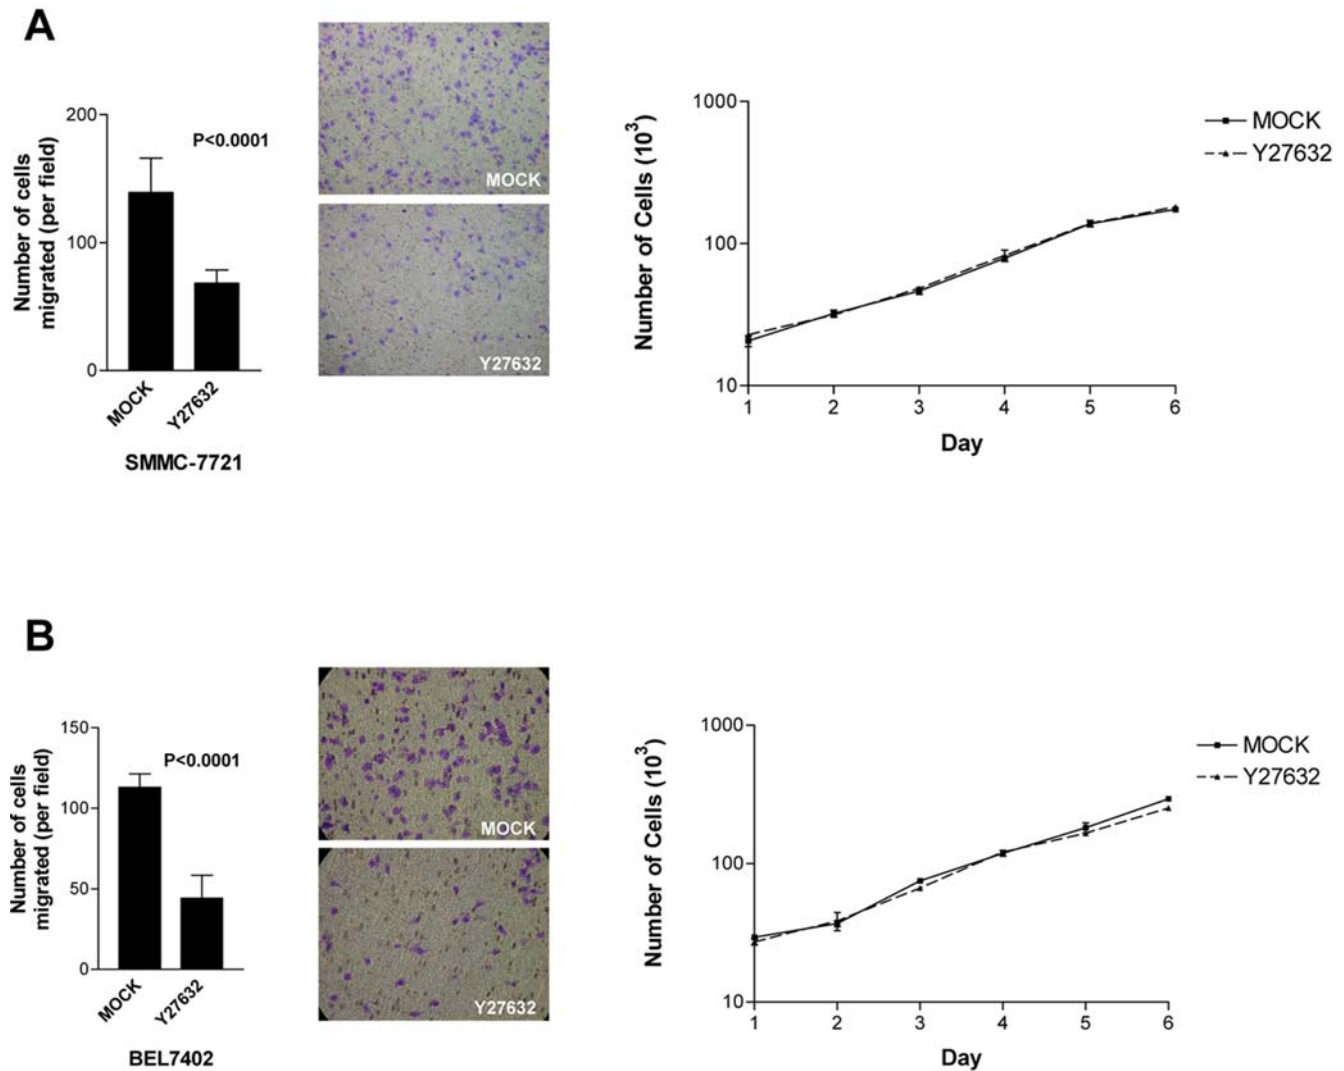 A
Number of cells
migrated (per field)
200
100
0
P<0.0001
MOCK
Y27632
SMMC-7721
MOCK
Y27632
Number of Cells (10³)
1000
100
10
1 2 3 4 5 6
Day
MOCK
Y27632
B
Number of cells
migrated (per field)
150
100
50
0
P<0.0001
MOCK
Y27632
BEL7402
MOCK
Y27632
Number of Cells (10³)
1000
100
10
1 2 3 4 5 6
Day
MOCK
Y27632